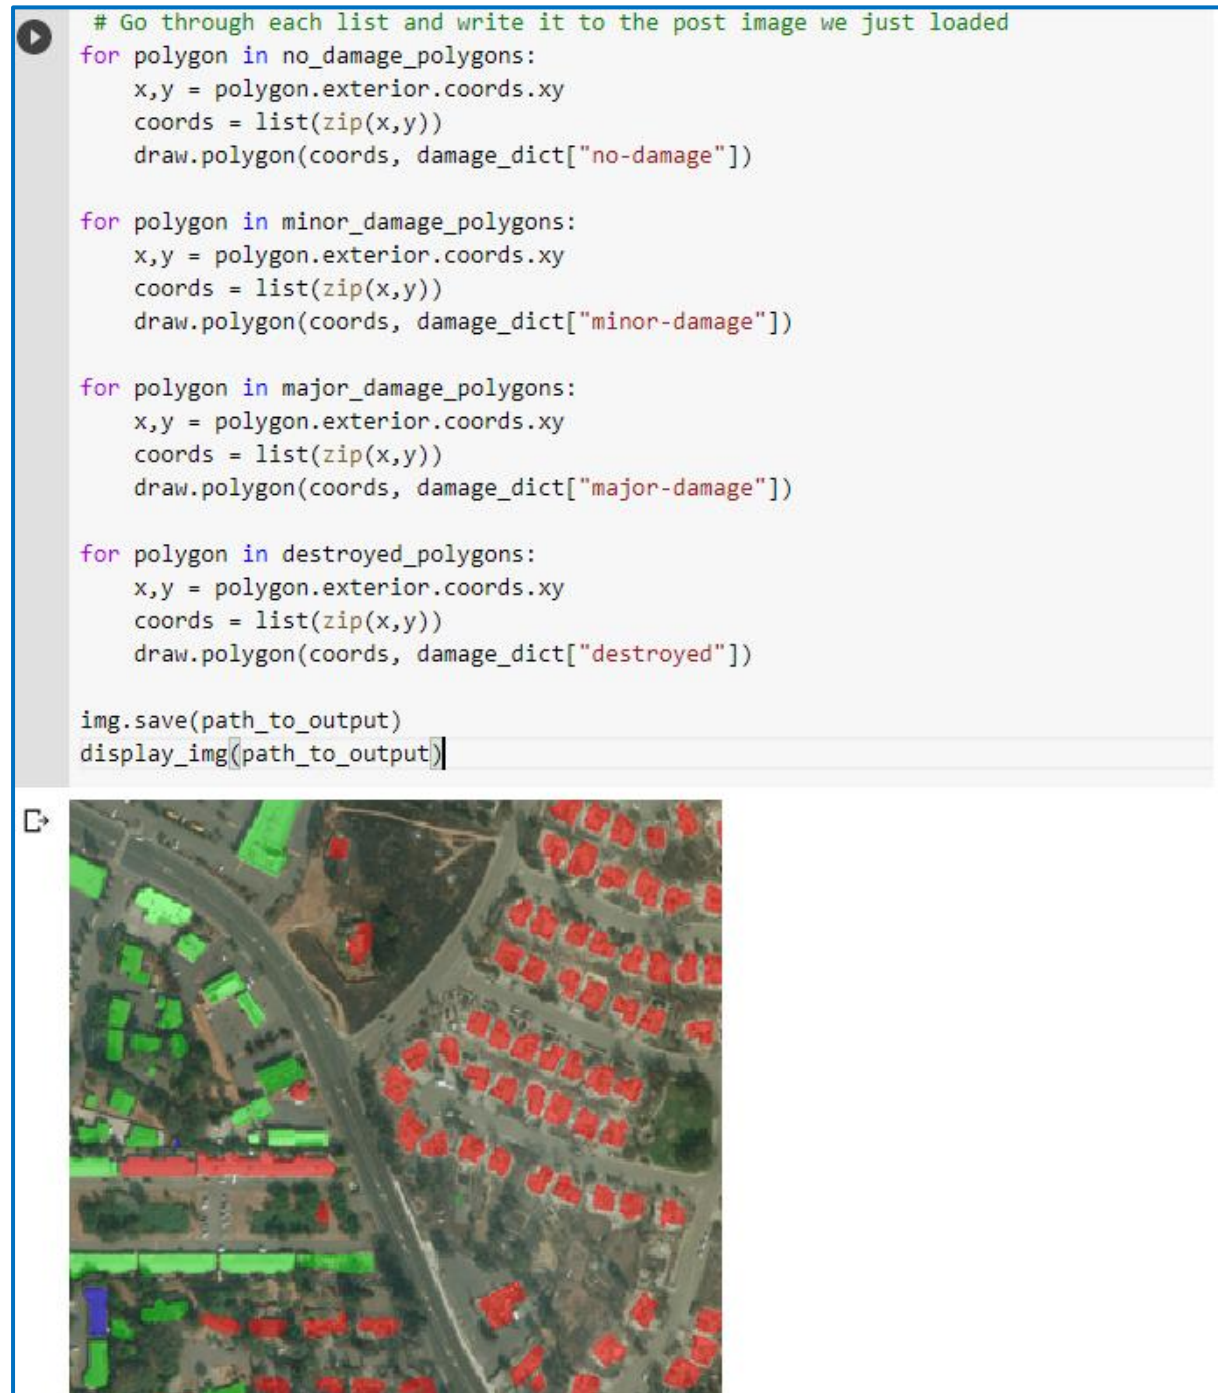 # Go through each list and write it to the post image we just loaded
for polygon in no_damage_polygons:
    x,y = polygon.exterior.coords.xy
    coords = list(zip(x,y))
    draw.polygon(coords, damage_dict["no-damage"])

for polygon in minor_damage_polygons:
    x,y = polygon.exterior.coords.xy
    coords = list(zip(x,y))
    draw.polygon(coords, damage_dict["minor-damage"])

for polygon in major_damage_polygons:
    x,y = polygon.exterior.coords.xy
    coords = list(zip(x,y))
    draw.polygon(coords, damage_dict["major-damage"])

for polygon in destroyed_polygons:
    x,y = polygon.exterior.coords.xy
    coords = list(zip(x,y))
    draw.polygon(coords, damage_dict["destroyed"])

img.save(path_to_output)
display_img(path_to_output)